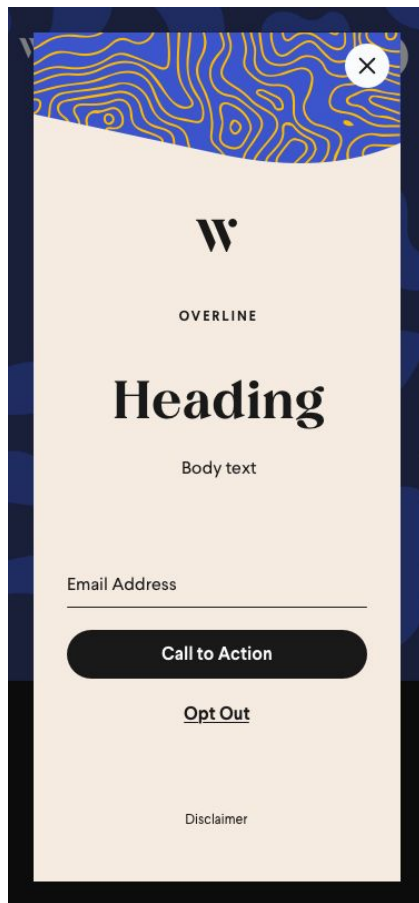 W
OVERLINE
Heading
Body text
Email Address
Call to Action
Opt Out
Disclaimer